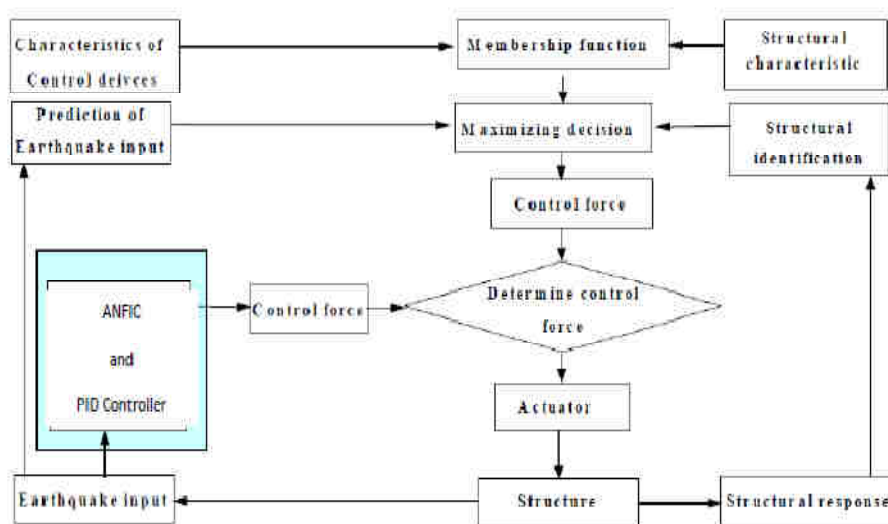 Characteristics of
Control deivces
Membership function
Structural
characteristic
Prediction of
Earthquake input
Maximizing decision
Structural
identification
Control force
ANFIC
and
PID Controller
Control force
Determine control
force
Actuator
Earthquake input
Structure
Structural response